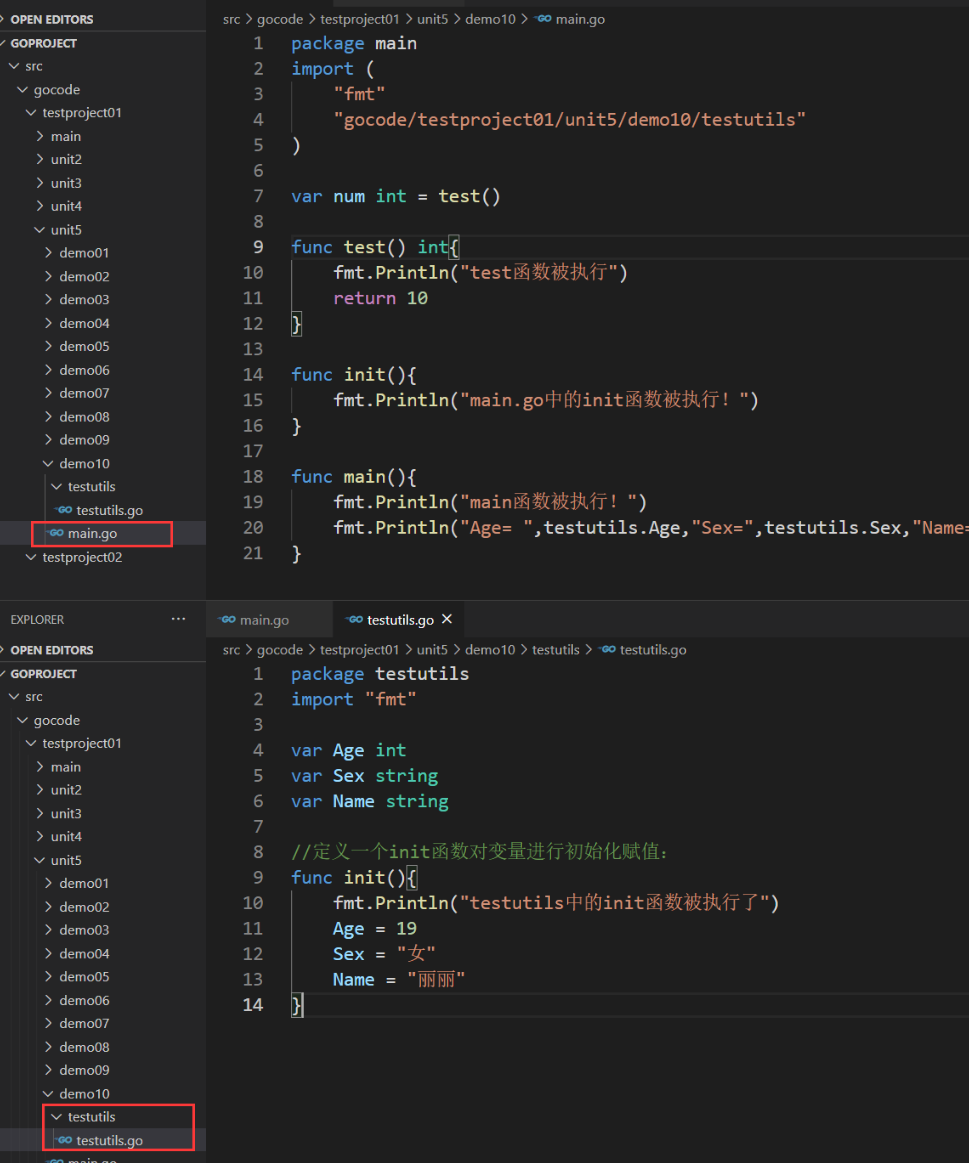 OPEN EDITORS
GOPROJECT
src
gocode
testproject01
main
unit2
unit3
unit4
unit5
demo01
demo02
demo03
demo04
demo05
demo06
demo07
demo08
demo09
demo10
testutils
testutils.go
main.go
testproject02
src > gocode > testproject01 > unit5 > demo10 > main.go
1 package main
2 import (
3 "fmt"
4 "gocode/testproject01/unit5/demo10/testutils"
5 )
6
7 var num int = test()
8
9 func test() int{
10 fmt.Println("test函数被执行")
11 return 10
12 }
13
14 func init(){
15 fmt.Println("main.go中的init函数被执行！")
16 }
17
18 func main(){
19 fmt.Println("main函数被执行！")
20 fmt.Println("Age= ",testutils.Age,"Sex=",testutils.Sex,"Name=
21 }
EXPLORER
OPEN EDITORS
GOPROJECT
src
gocode
testproject01
main
unit2
unit3
unit4
unit5
demo01
demo02
demo03
demo04
demo05
demo06
demo07
demo08
demo09
demo10
testutils
testutils.go
main.go
main.go testutils.go
src > gocode > testproject01 > unit5 > demo10 > testutils > testutils.go
1 package testutils
2 import "fmt"
3
4 var Age int
5 var Sex string
6 var Name string
7
8 //定义一个init函数对变量进行初始化赋值：
9 func init(){
10 fmt.Println("testutils中的init函数被执行了")
11 Age = 19
12 Sex = "女"
13 Name = "丽丽"
14 }